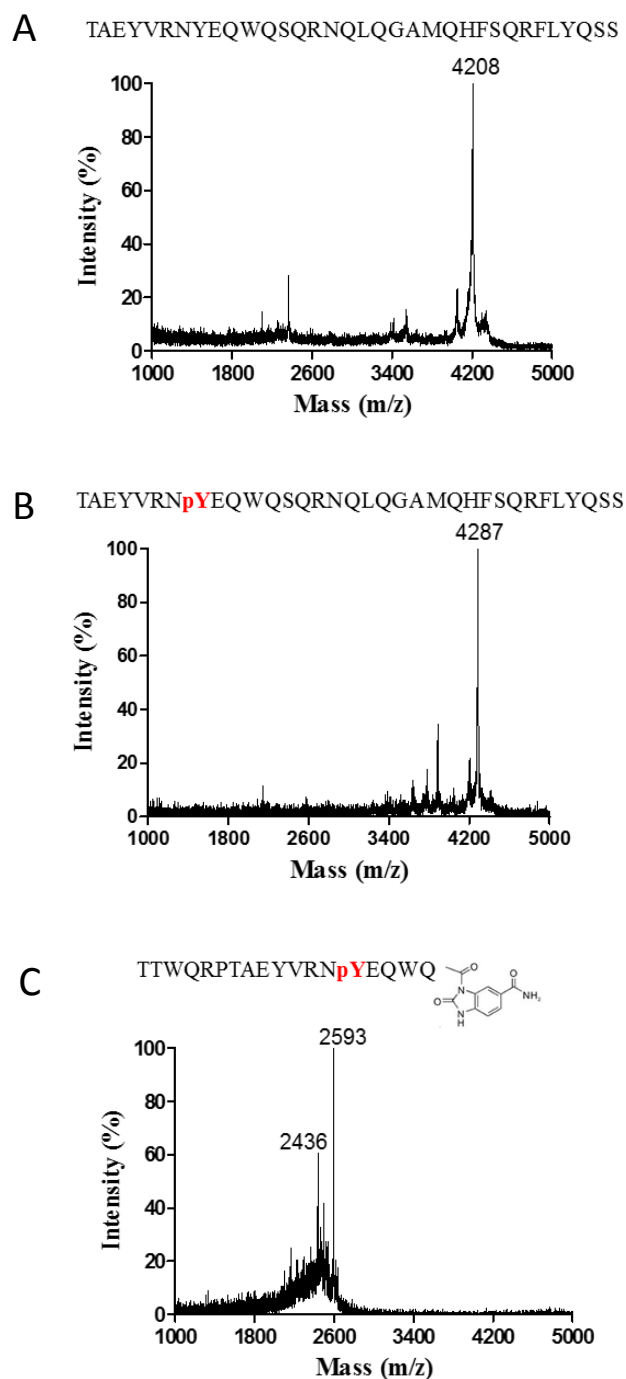 A
TAEYVRNYEQWQSQRNQLQGAMQHFSQRFLYQSS
4208
100
80
60
40
20
0
Intensity (%)
1000 1800 2600 3400 4200 5000
Mass (m/z)
B
TAEYVRNpYEQWQSQRNQLQGAMQHFSQRFLYQSS
4287
100
80
60
40
20
0
Intensity (%)
1000 1800 2600 3400 4200 5000
Mass (m/z)
C
TTWQRPTAEYVRNpYEQWQ
O
O
N
NH₂
O
N
H
2593
2436
100
80
60
40
20
0
Intensity (%)
1000 1800 2600 3400 4200 5000
Mass (m/z)